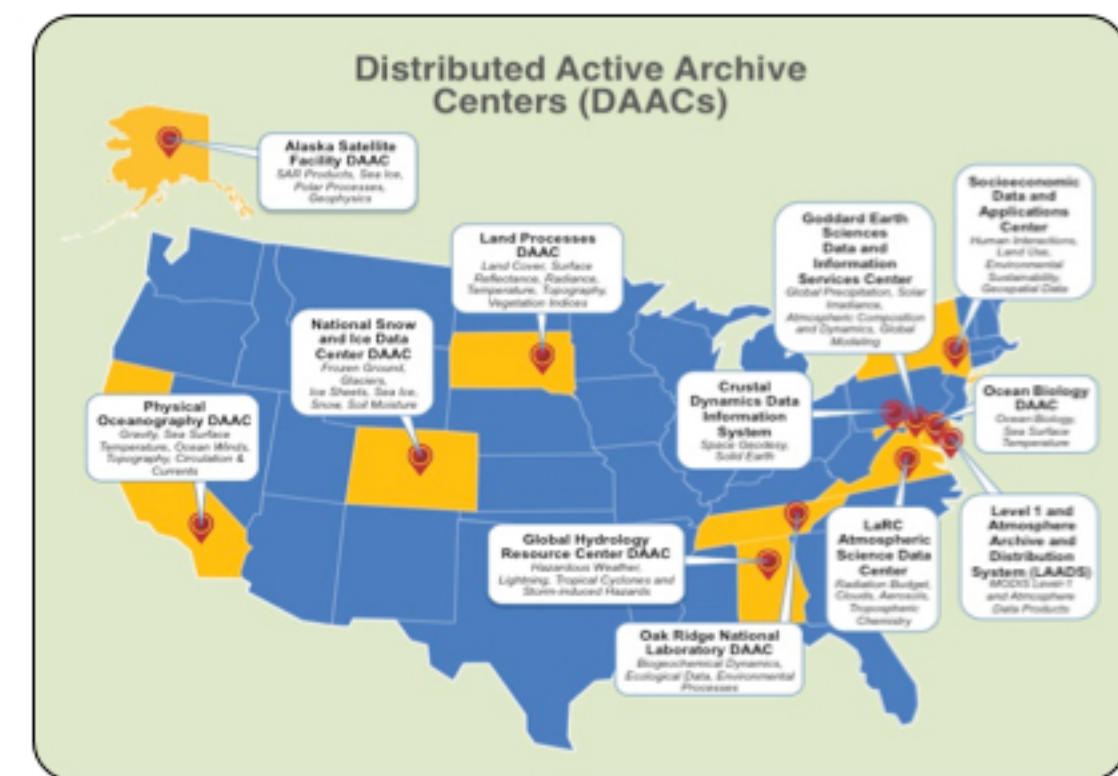 Distributed Active Archive
Centers (DAACs)
Alaska Satellite
Facility DAAC
SAR Products, Sea Ice,
Polar Processes,
Geophysics
Land Processes
DAAC
Land Cover, Surface
Reflectance, Radiance,
Temperature, Topography,
Vegetation Indices
National Snow
and Ice Data
Center DAAC
Frozen Ground,
Glaciers,
Ice Sheets, Sea Ice,
Snow, Soil Moisture
Physical
Oceanography DAAC
Gravity, Sea Surface
Temperature, Ocean Winds,
Topography, Circulation &
Currents
Goddard Earth
Sciences
Data and
Information
Services Center
Global Precipitation, Solar
Irradiance,
Atmospheric Composition
and Dynamics, Global
Modeling
Socioeconomic
Data and
Applications
Center
Human Interactions,
Land Use,
Environmental
Sustainability,
Geospatial Data
Crustal
Dynamics Data
Information
System
Space Geodesy,
Solid Earth
Ocean Biology
DAAC
Ocean Biology,
Sea Surface
Temperature
Global Hydrology
Resource Center DAAC
Hazardous Weather,
Lightning, Tropical Cyclones and
Storm-induced Hazards
Oak Ridge National
Laboratory DAAC
Biogeochemical Dynamics,
Ecological Data, Environmental
Processes
LaRC
Atmospheric
Science Data
Center
Radiation Budget,
Clouds, Aerosols,
Tropospheric
Chemistry
Level 1 and
Atmosphere
Archive and
Distribution
System (LAADS)
MODIS Level-1
and Atmosphere
Data Products